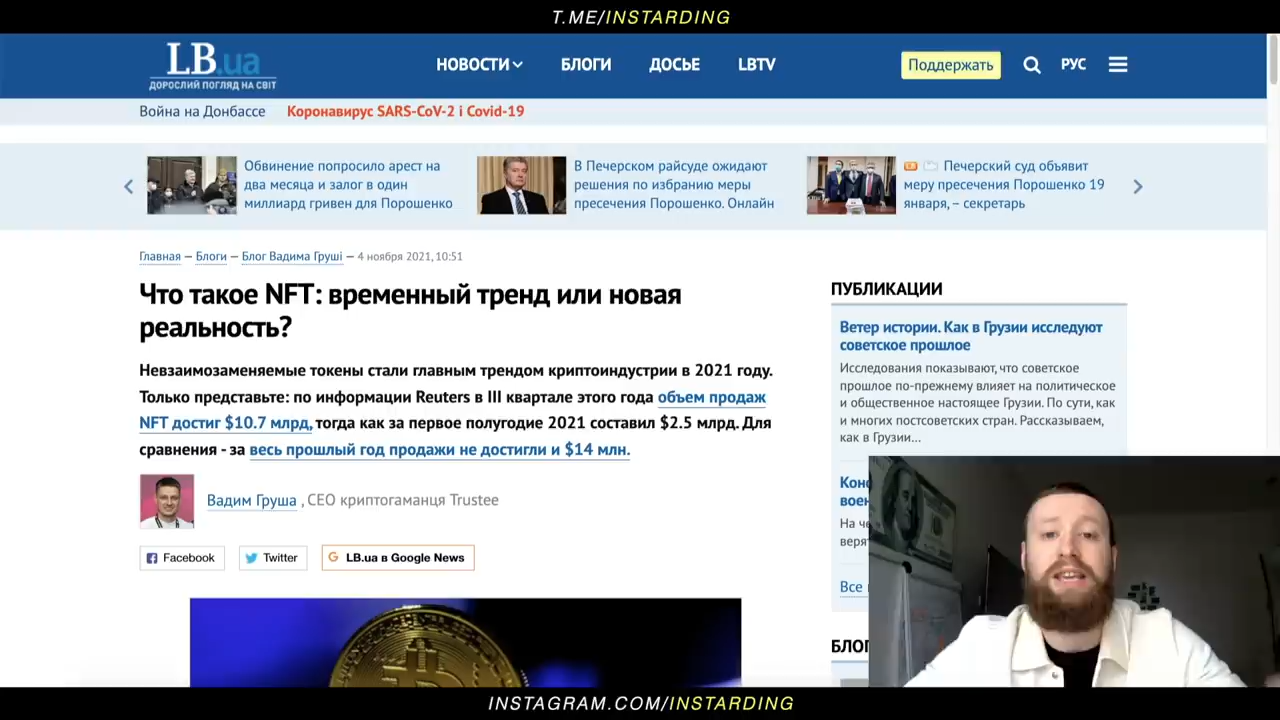 T.ME/INSTARDING
LB.ua
ДОРОСЛИЙ ПОГЛЯД НА СВІТ
НОВОСТИ
БЛОГИ
ДОСЬЕ
LBTV
Поддержать
РУС
Война на Донбассе
Коронавирус SARS-CoV-2 і Covid-19
Обвинение попросило арест на
два месяца и залог в один
миллиард гривен для Порошенко
В Печерском райсуде ожидают
решения по избранию меры
пресечения Порошенко. Онлайн
Печерский суд объявит
меру пресечения Порошенко 19
января, – секретарь
Главная — Блоги — Блог Вадима Груші — 4 ноября 2021, 10:51
Что такое NFT: временный тренд или новая
реальность?
Невзаимозаменяемые токены стали главным трендом криптоиндустрии в 2021 году.
Только представьте: по информации Reuters в III квартале этого года объем продаж
NFT достиг $10.7 млрд, тогда как за первое полугодие 2021 составил $2.5 млрд. Для
сравнения - за весь прошлый год продажи не достигли и $14 млн.
Вадим Груша , CEO криптогаманця Trustee
Facebook
Twitter
LB.ua в Google News
ПУБЛИКАЦИИ
Ветер истории. Как в Грузии исследуют
советское прошлое
Исследования показывают, что советское
прошлое по-прежнему влияет на политическое
и общественное настоящее Грузии. По сути, как
и многих постсоветских стран. Рассказываем,
как в Грузии...
На
Все
INSTAGRAM.COM/INSTARDING